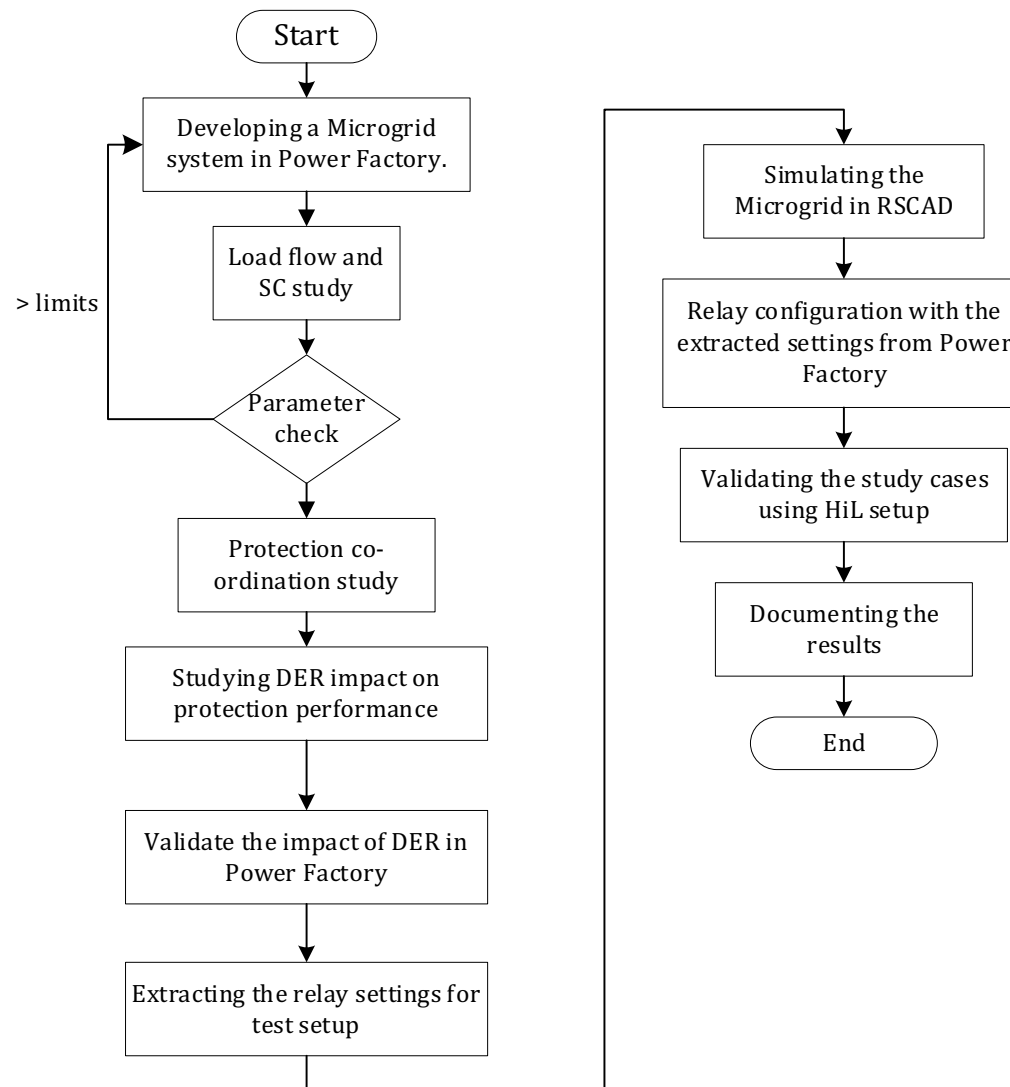 Start
Developing a Microgrid
system in Power Factory.
Load flow and
SC study
> limits
Parameter
check
Protection co-
ordination study
Studying DER impact on
protection performance
Validate the impact of DER in
Power Factory
Extracting the relay settings for
test setup
Simulating the
Microgrid in RSCAD
Relay configuration with the
extracted settings from Power
Factory
Validating the study cases
using HiL setup
Documenting the
results
End